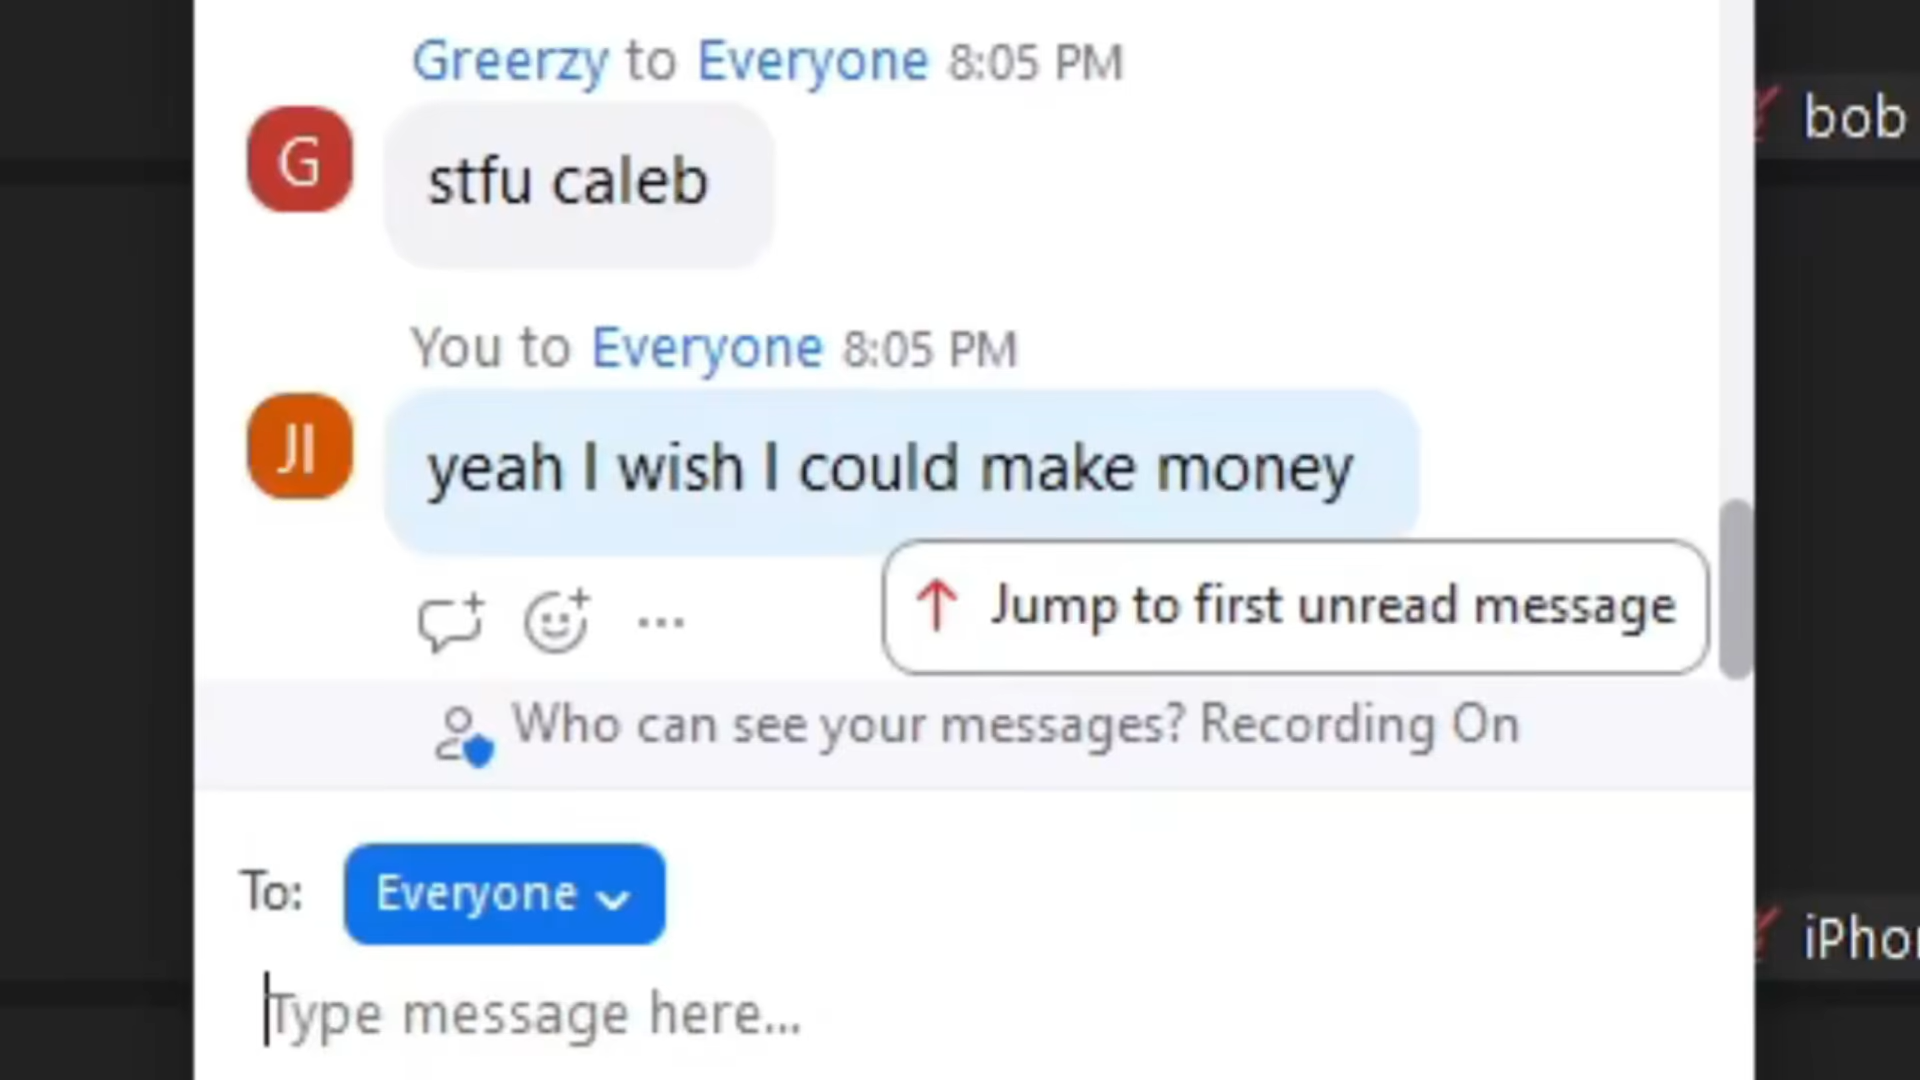 Greerzy to Everyone 8:05 PM
G
stfu caleb
bob
You to Everyone 8:05 PM
JI
yeah I wish I could make money
Jump to first unread message
Who can see your messages? Recording On
To: Everyone
iPhon
Type message here...